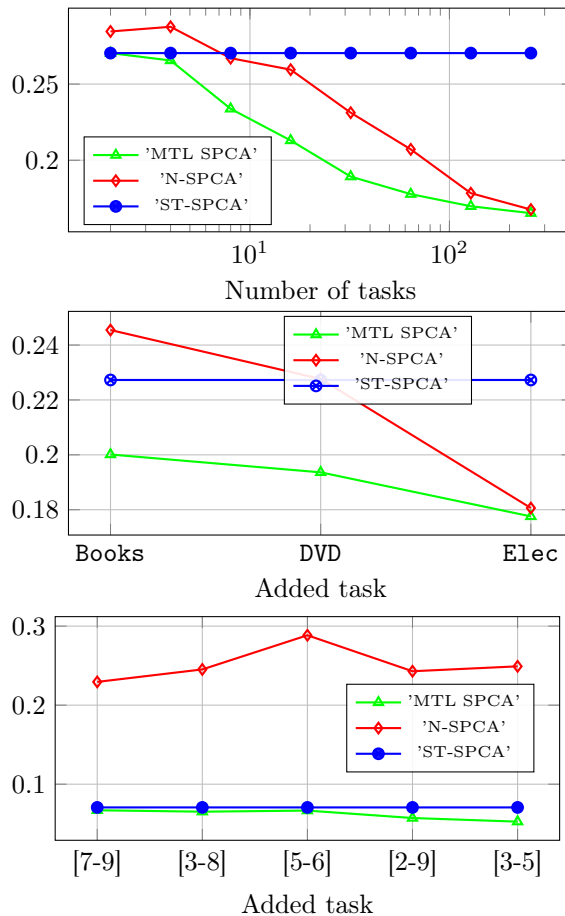 0.25
0.2
'MTL SPCA'
'N-SPCA'
'ST-SPCA'
10^1
10^2
Number of tasks
0.24
0.22
0.2
0.18
'MTL SPCA'
'N-SPCA'
'ST-SPCA'
Books DVD Elec
Added task
0.3
0.2
0.1
'MTL SPCA'
'N-SPCA'
'ST-SPCA'
[7-9] [3-8] [5-6] [2-9] [3-5]
Added task